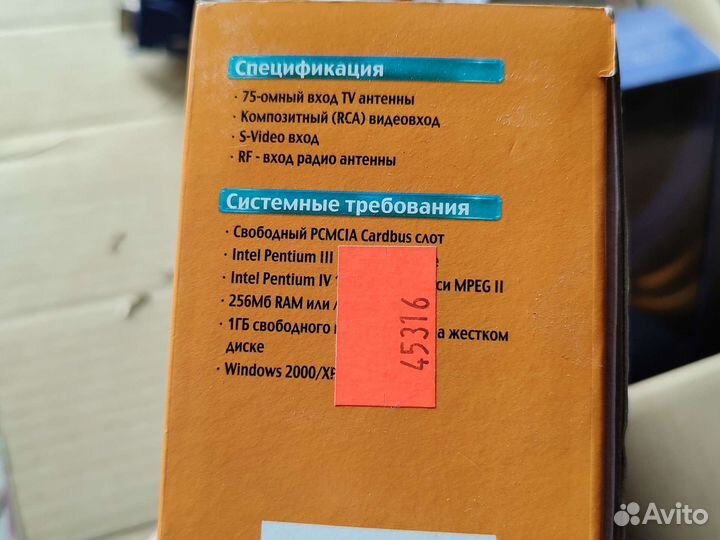 Спецификация
· 75-омный вход TV антенны
· Композитный (RCA) видеовход
· S-Video вход
· RF - вход радио антенны
Системные требования
· Свободный PCMCIA Cardbus слот
· Intel Pentium III
· Intel Pentium IV си MPEG II
· 256Мб RAM или
· 1ГБ свободного а жестком
диске
· Windows 2000/XP
45316
Avito